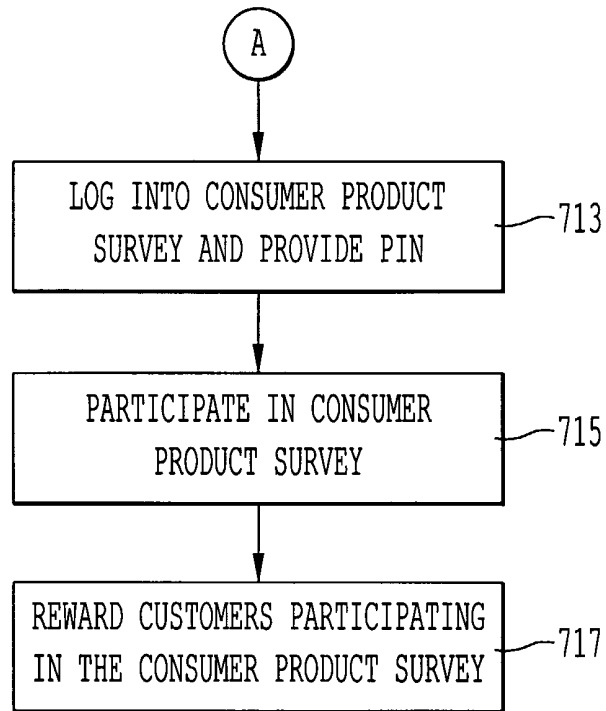 A
LOG INTO CONSUMER PRODUCT
SURVEY AND PROVIDE PIN
713
PARTICIPATE IN CONSUMER
PRODUCT SURVEY
715
REWARD CUSTOMERS PARTICIPATING
IN THE CONSUMER PRODUCT SURVEY
717